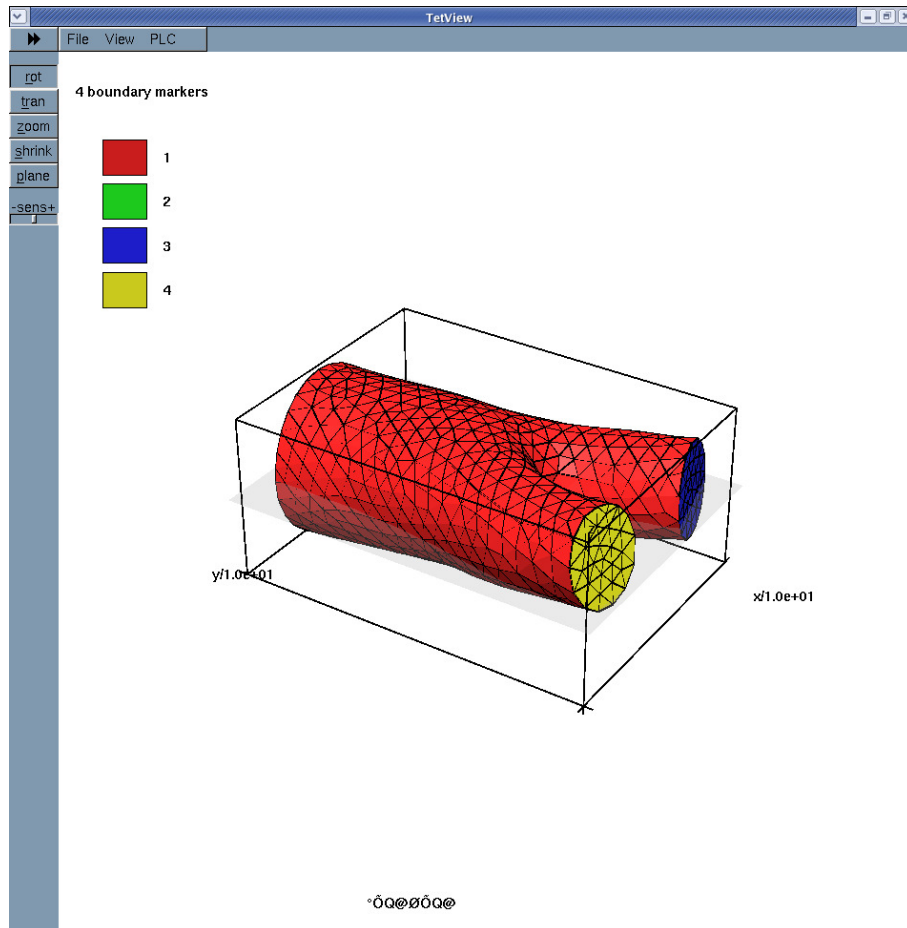 TetView
File View PLC
rot
tran
zoom
shrink
plane
-sens+
4 boundary markers
1
2
3
4
y/1.0e+01
x/1.0e+01
°ÕQ@ØÕQ@